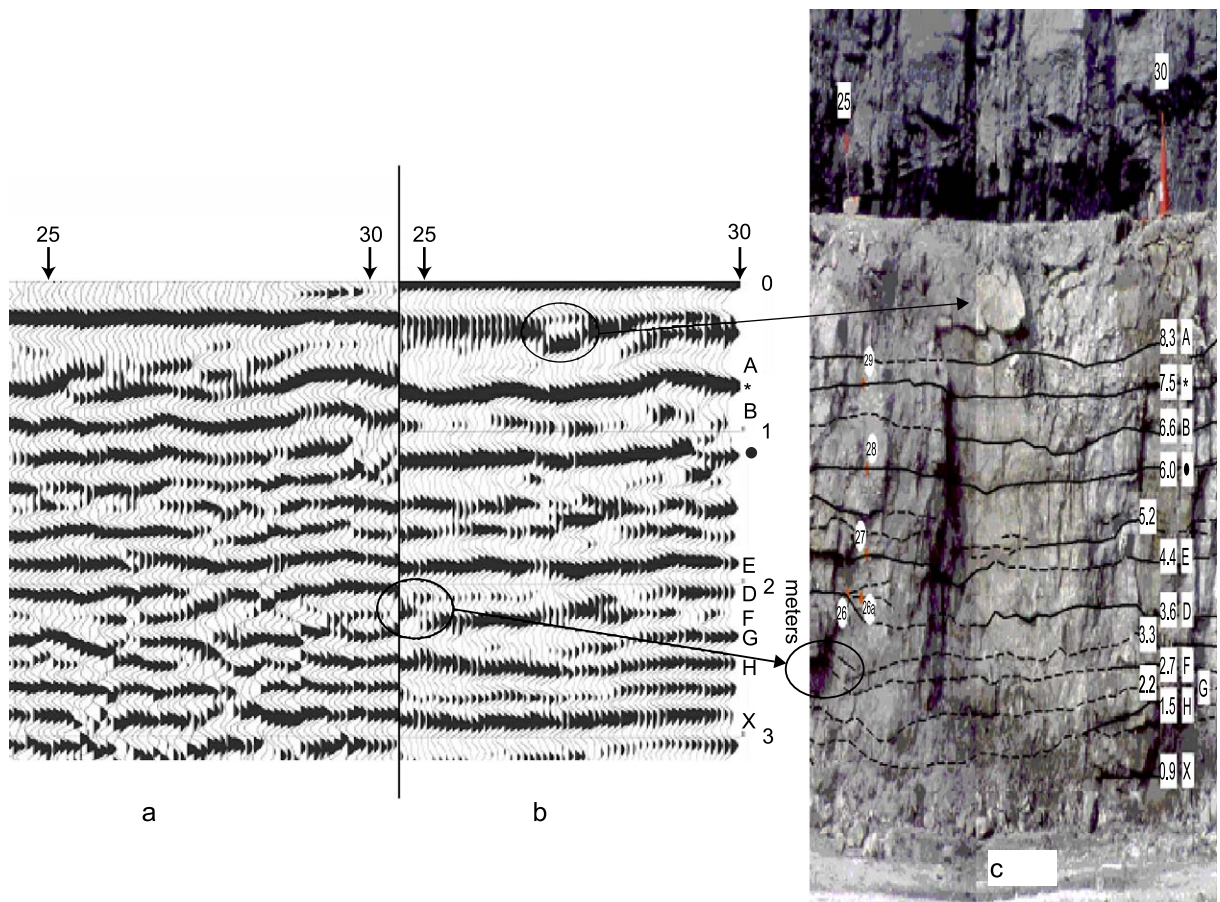 25 30 25 30
0
A
*
B
1
●
E
D 2
F
G
H
X
3
meters
a b
25 30
8.3 A
29
7.5 *
6.6 B
28
6.0 ●
5.2
27
4.4 E
26 26a
3.6 D
3.3
2.7 F
2.2 G
1.5 H
0.9 X
c